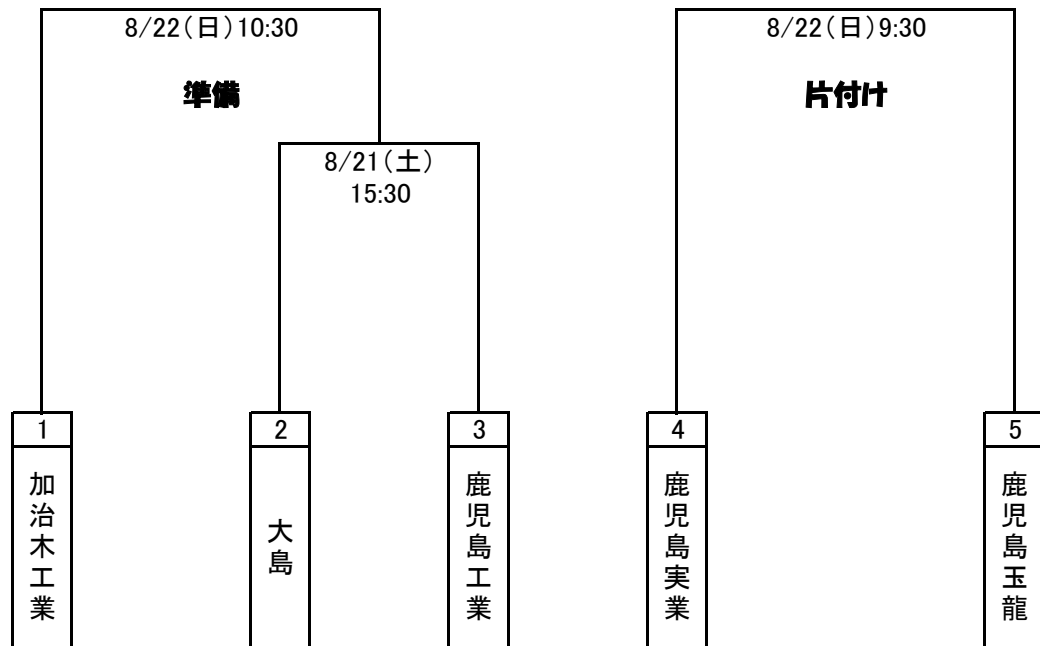 8/22(日)10:30
8/22(日)9:30
準備
片付け
8/21(土)
15:30
1
2
3
4
5
加治木工業
大島
鹿児島工業
鹿児島実業
鹿児島玉龍